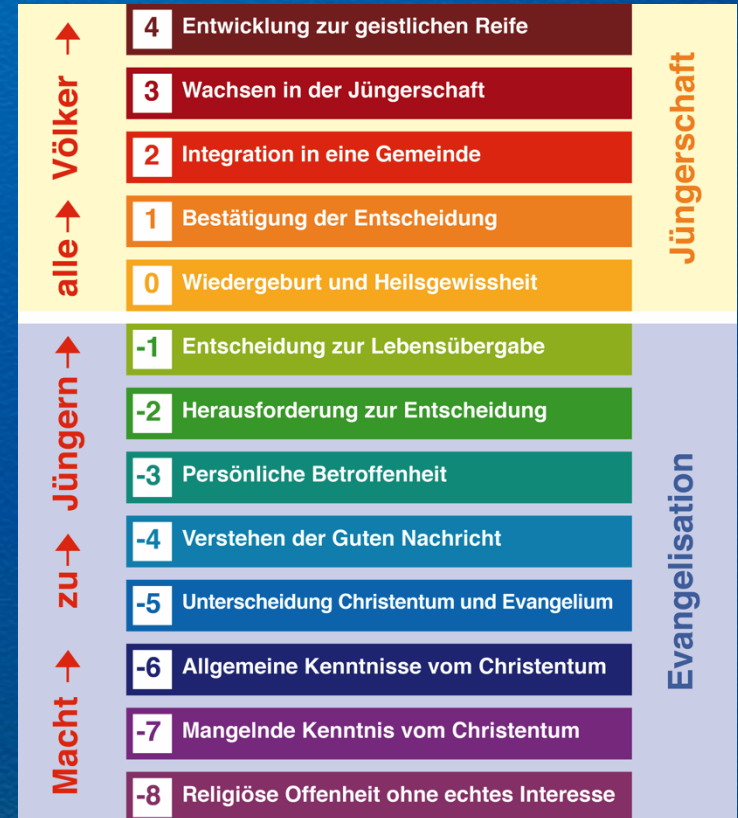 4 Entwicklung zur geistlichen Reife
3 Wachsen in der Jüngerschaft
2 Integration in eine Gemeinde
1 Bestätigung der Entscheidung
0 Wiedergeburt und Heilsgewissheit
-1 Entscheidung zur Lebensübergabe
-2 Herausforderung zur Entscheidung
-3 Persönliche Betroffenheit
-4 Verstehen der Guten Nachricht
-5 Unterscheidung Christentum und Evangelium
-6 Allgemeine Kenntnisse vom Christentum
-7 Mangelnde Kenntnis vom Christentum
-8 Religiöse Offenheit ohne echtes Interesse
Macht → zu → Jüngern → alle → Völker →
Jüngerschaft
Evangelisation